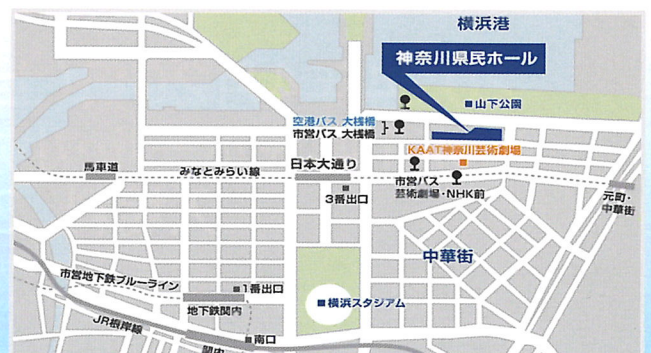 横浜港
神奈川県民ホール
山下公園
空港バス 大桟橋
市営バス 大桟橋
KAAT神奈川芸術劇場
馬車道
みなとみらい線
日本大通り
3番出口
市営バス
芸術劇場・NHK前
元町・
中華街
中華街
市営地下鉄ブルーライン
1番出口
地下鉄関内
横浜スタジアム
JR根岸線
南口
関内